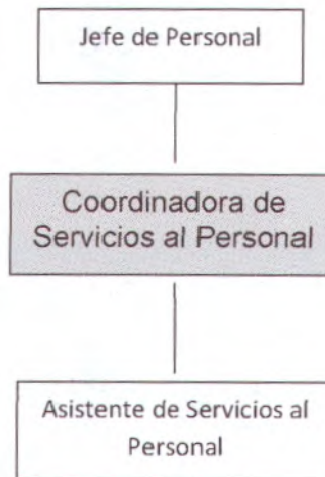 Jefe de Personal
Coordinadora de
Servicios al Personal
Asistente de Servicios al
Personal